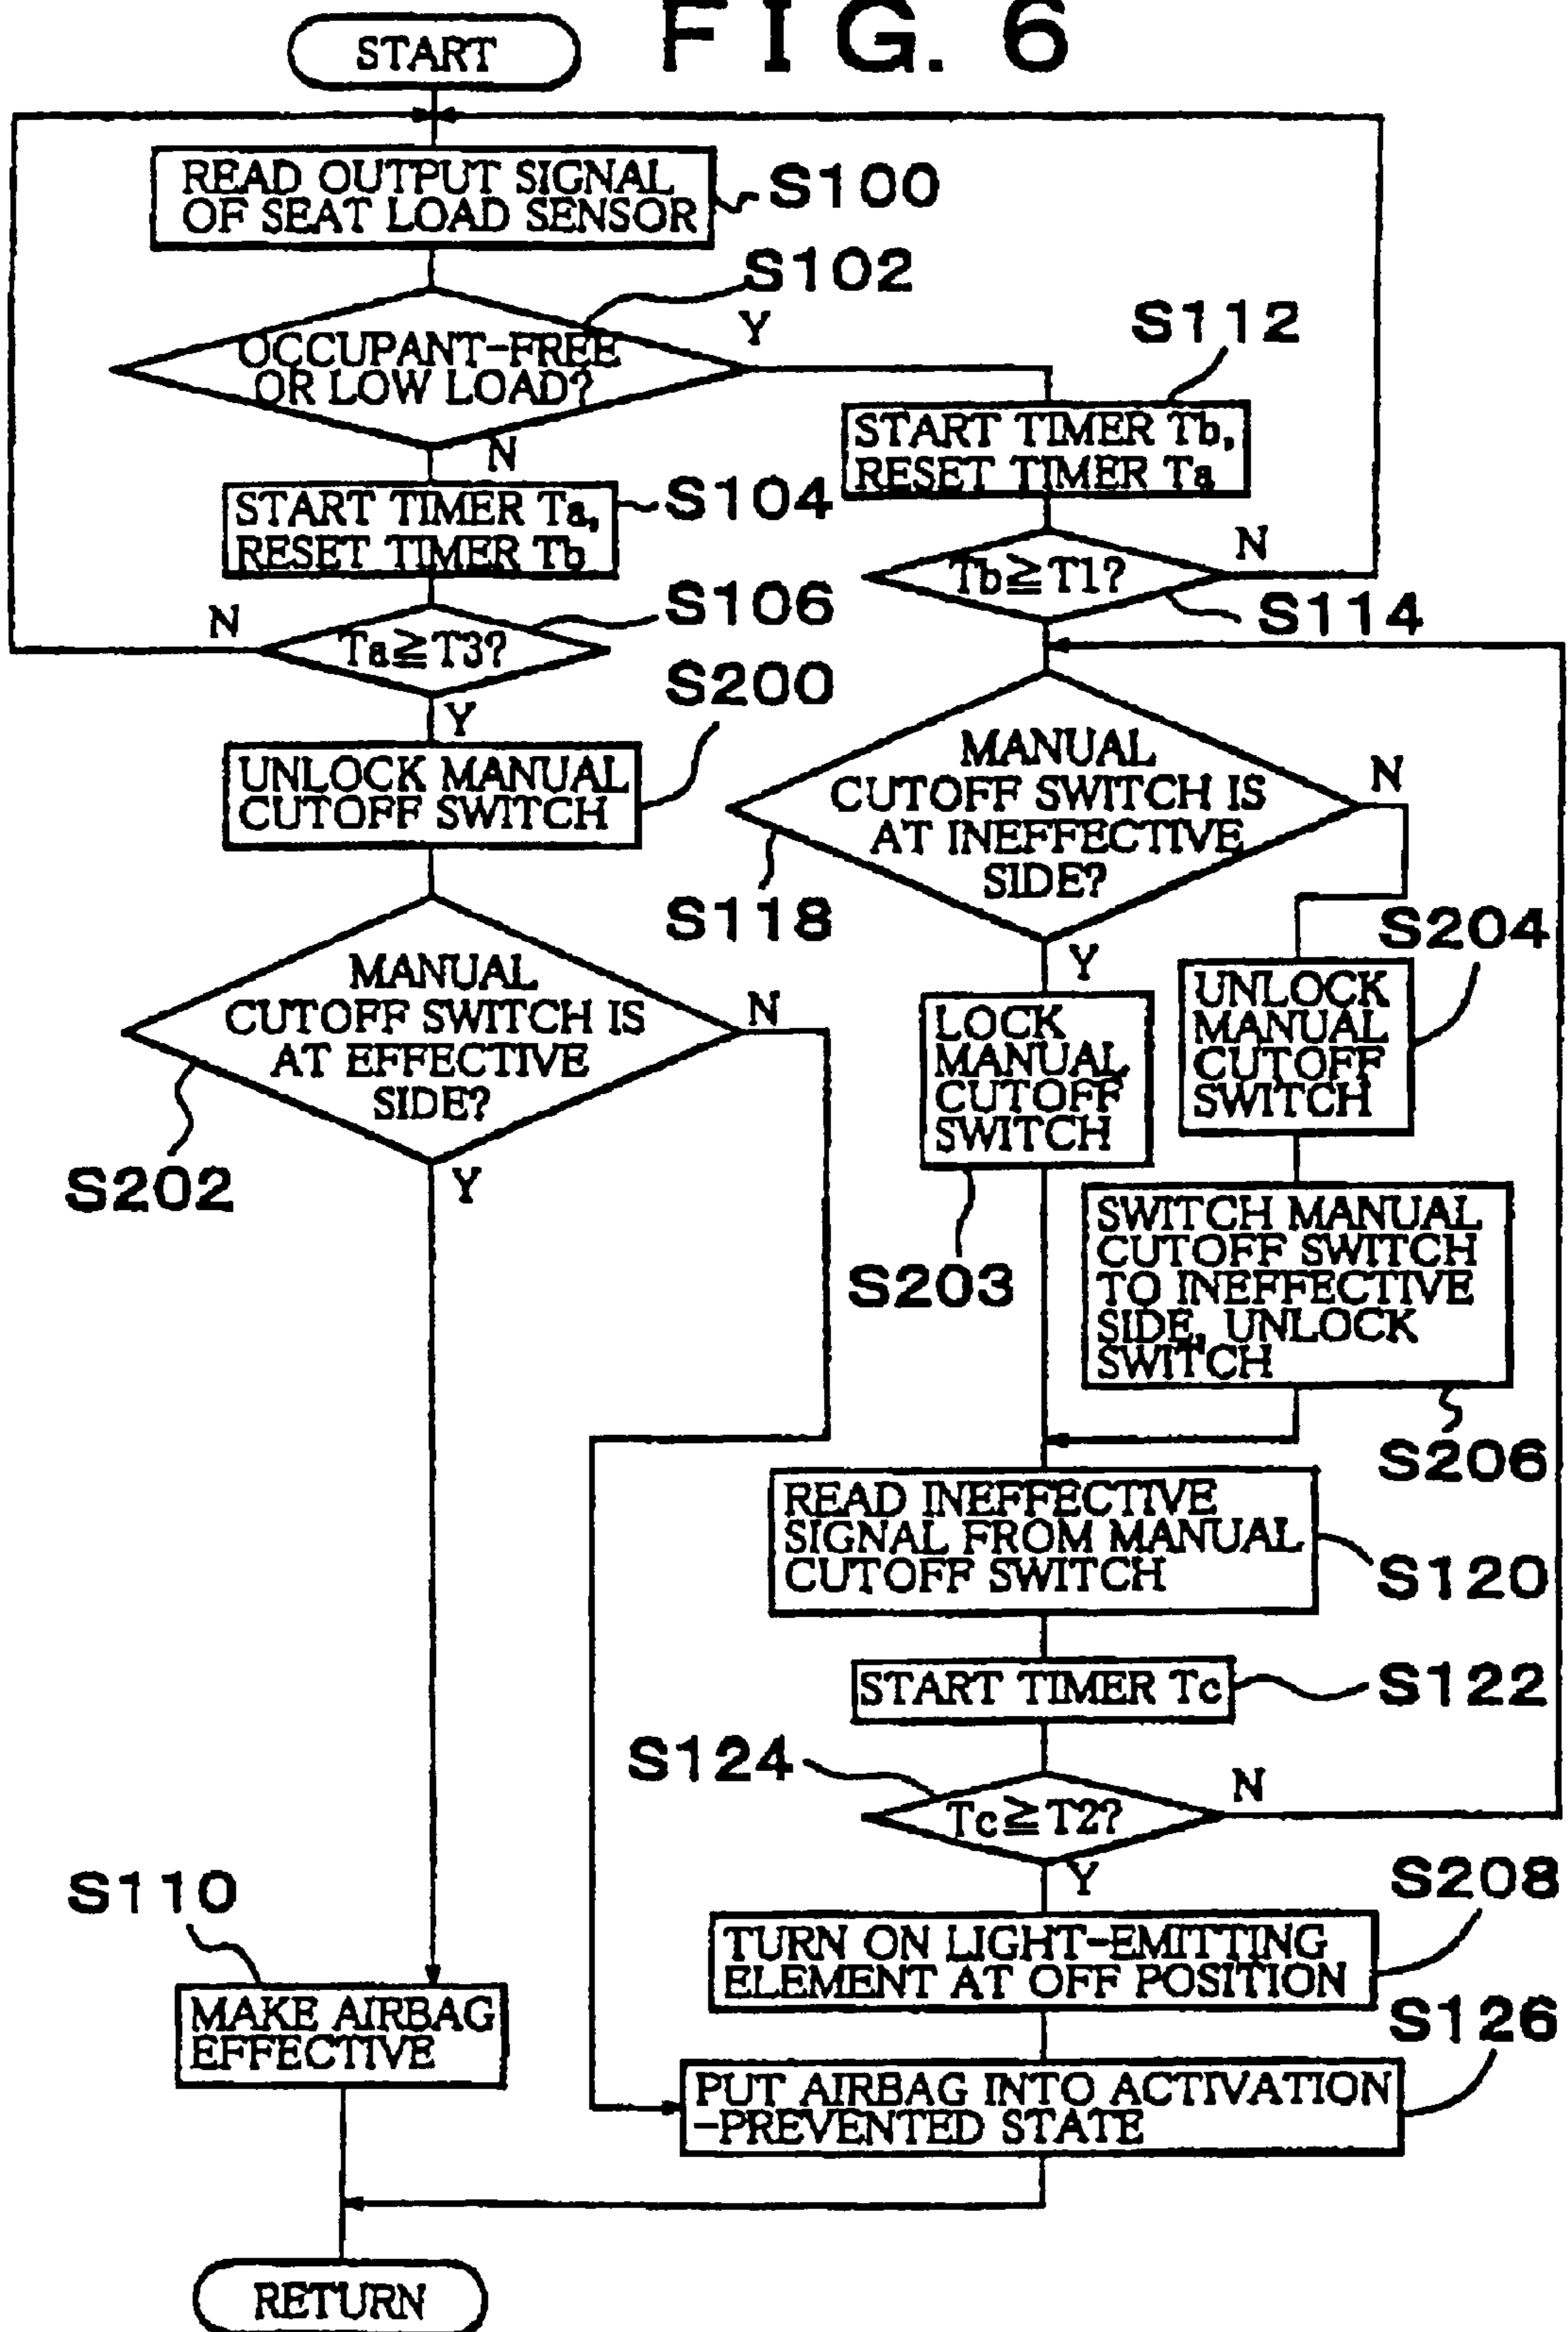 FIG. 6
START
READ OUTPUT SIGNAL
OF SEAT LOAD SENSOR
S100
S102
OCCUPANT-FREE
OR LOW LOAD?
Y
N
S112
START TIMER Tb,
RESET TIMER Ta
START TIMER Ta,
RESET TIMER Tb
S104
Tb≧T1?
N
S114
S106
Ta≧T3?
N
Y
S200
UNLOCK MANUAL
CUTOFF SWITCH
MANUAL
CUTOFF SWITCH IS
AT INEFFECTIVE
SIDE?
N
S118
Y
S204
UNLOCK
MANUAL
CUTOFF
SWITCH
MANUAL
CUTOFF SWITCH IS
AT EFFECTIVE
SIDE?
N
S202
Y
LOCK
MANUAL
CUTOFF
SWITCH
S203
SWITCH MANUAL
CUTOFF SWITCH
TO INEFFECTIVE
SIDE, UNLOCK
SWITCH
S206
READ INEFFECTIVE
SIGNAL FROM MANUAL
CUTOFF SWITCH
S120
START TIMER Tc
S122
S124
Tc≧T2?
N
Y
S208
TURN ON LIGHT-EMITTING
ELEMENT AT OFF POSITION
S110
MAKE AIRBAG
EFFECTIVE
S126
PUT AIRBAG INTO ACTIVATION
-PREVENTED STATE
RETURN